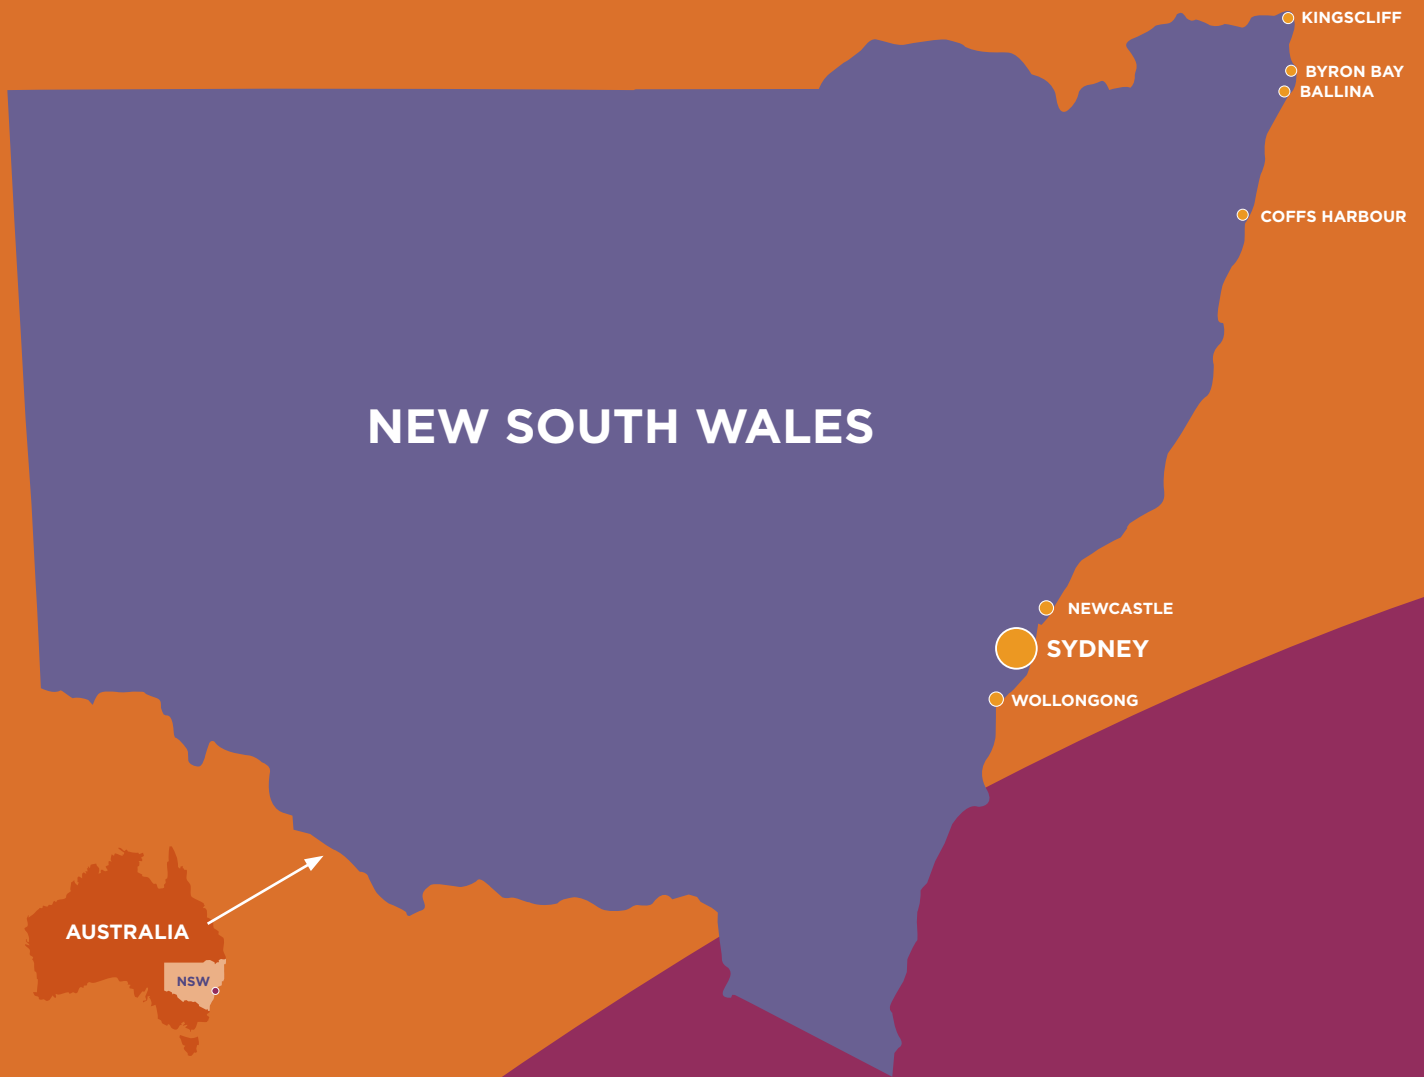 KINGSCLIFF
BYRON BAY
BALLINA
COFFS HARBOUR
NEW SOUTH WALES
NEWCASTLE
SYDNEY
WOLLONGONG
AUSTRALIA
NSW